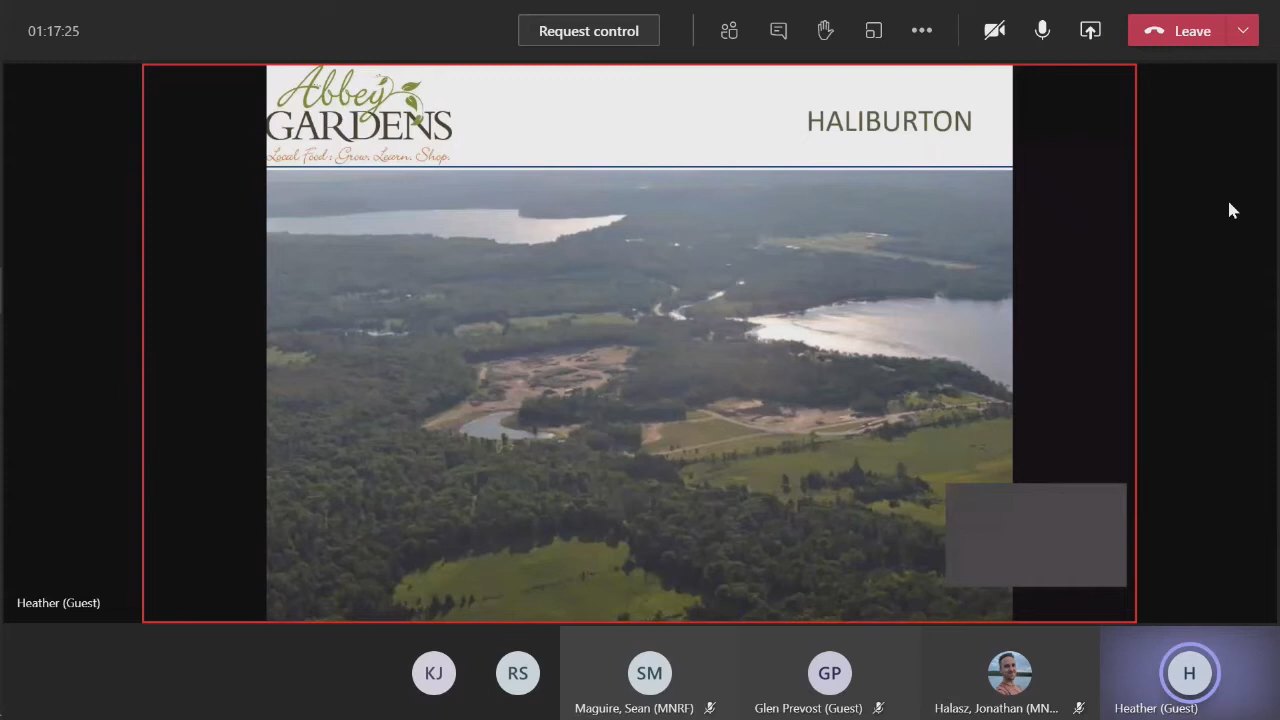 01:17:25
Request control
Leave
Abbey
GARDENS
Local Food: Grow. Learn. Shop.
HALIBURTON
Heather (Guest)
KJ
RS
SM
GP
H
Maguire, Sean (MNRF)
Glen Prevost (Guest)
Halasz, Jonathan (MN...
Heather (Guest)